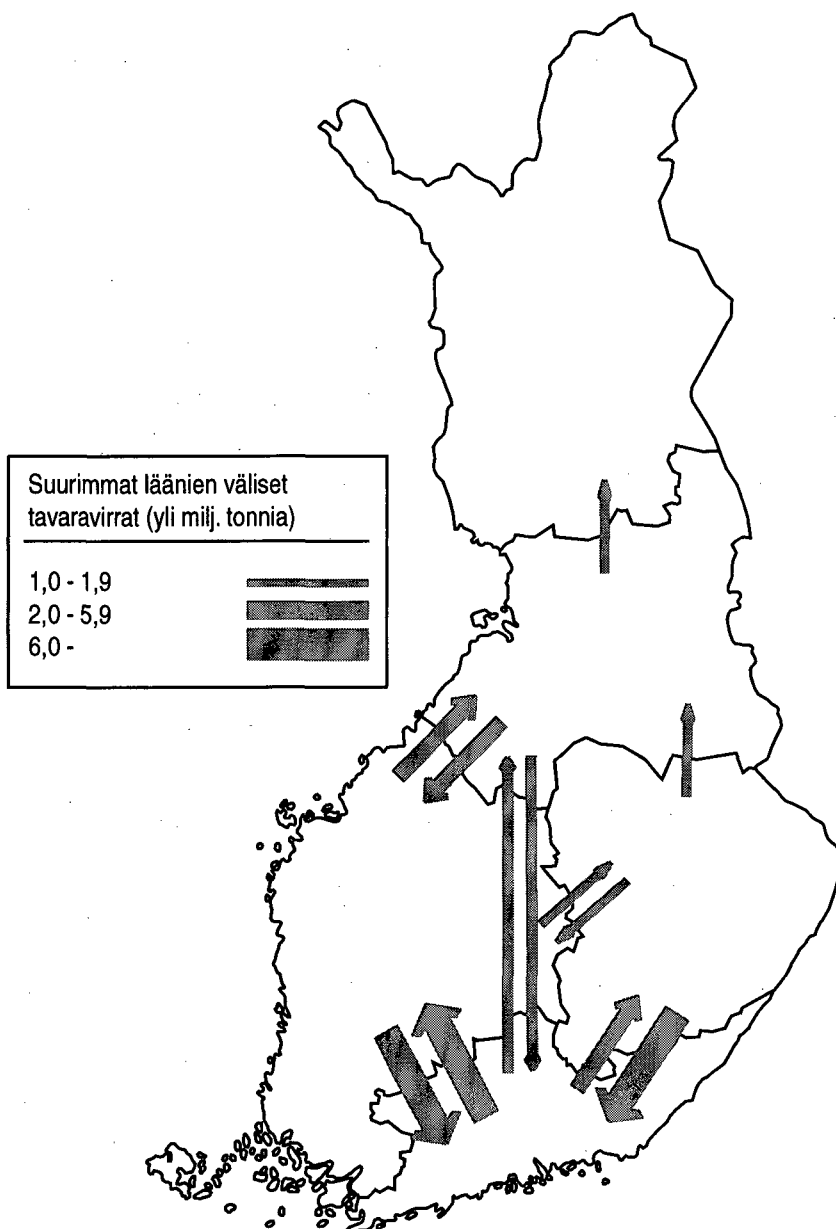 Suurimmat läänien väliset
tavaravirrat (yli milj. tonnia)
1,0 - 1,9
2,0 - 5,9
6,0 -